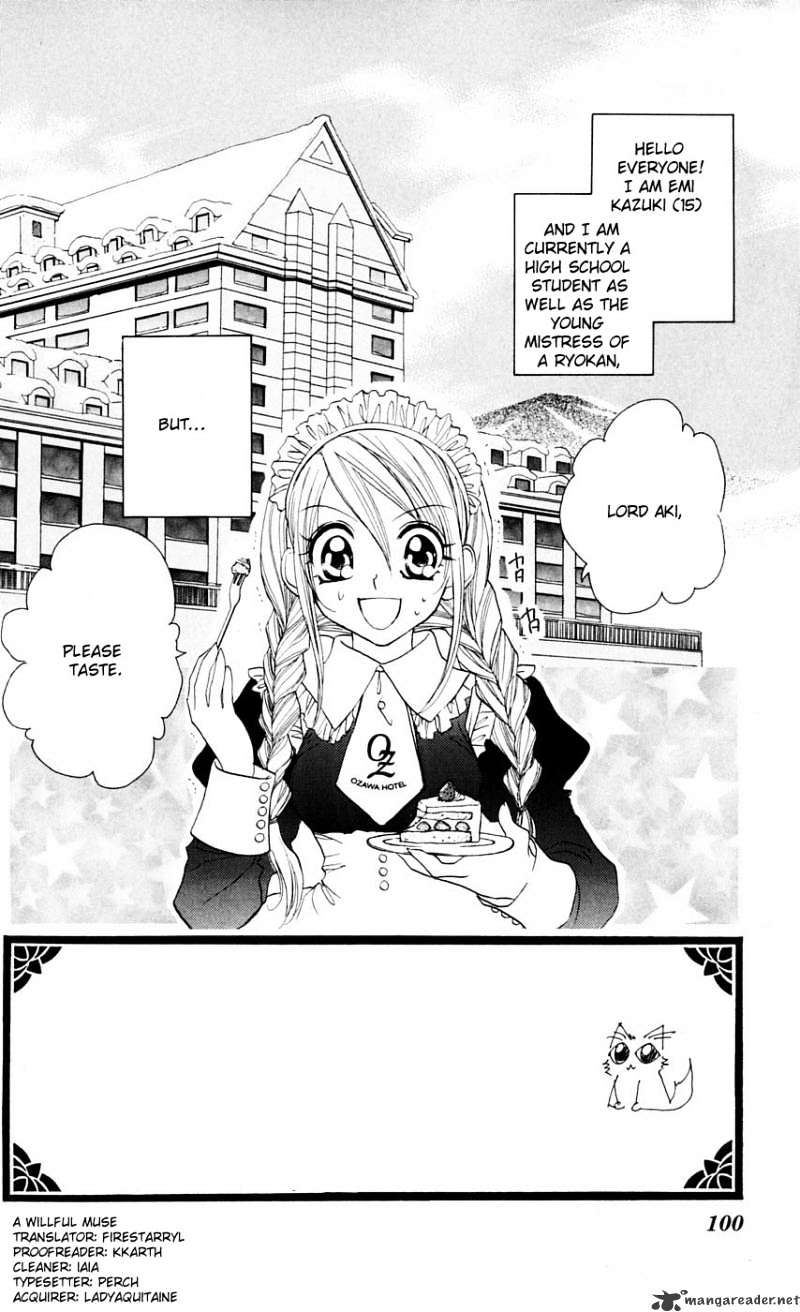 HELLO
EVERYONE!
I AM EMI
KAZUKI (15)
AND I AM
CURRENTLY A
HIGH SCHOOL
STUDENT AS
WELL AS THE
YOUNG
MISTRESS OF
A RYOKAN,
BUT...
LORD AKI,
PLEASE
TASTE.
OZ
OZAWA HOTEL
A WILLFUL MUSE
TRANSLATOR: FIRESTARRYL
PROOFREADER: KKARTH
CLEANER: IAIA
TYPESETTER: PERCH
ACQUIRER: LADYAQUITAINE
100
mangareader.net